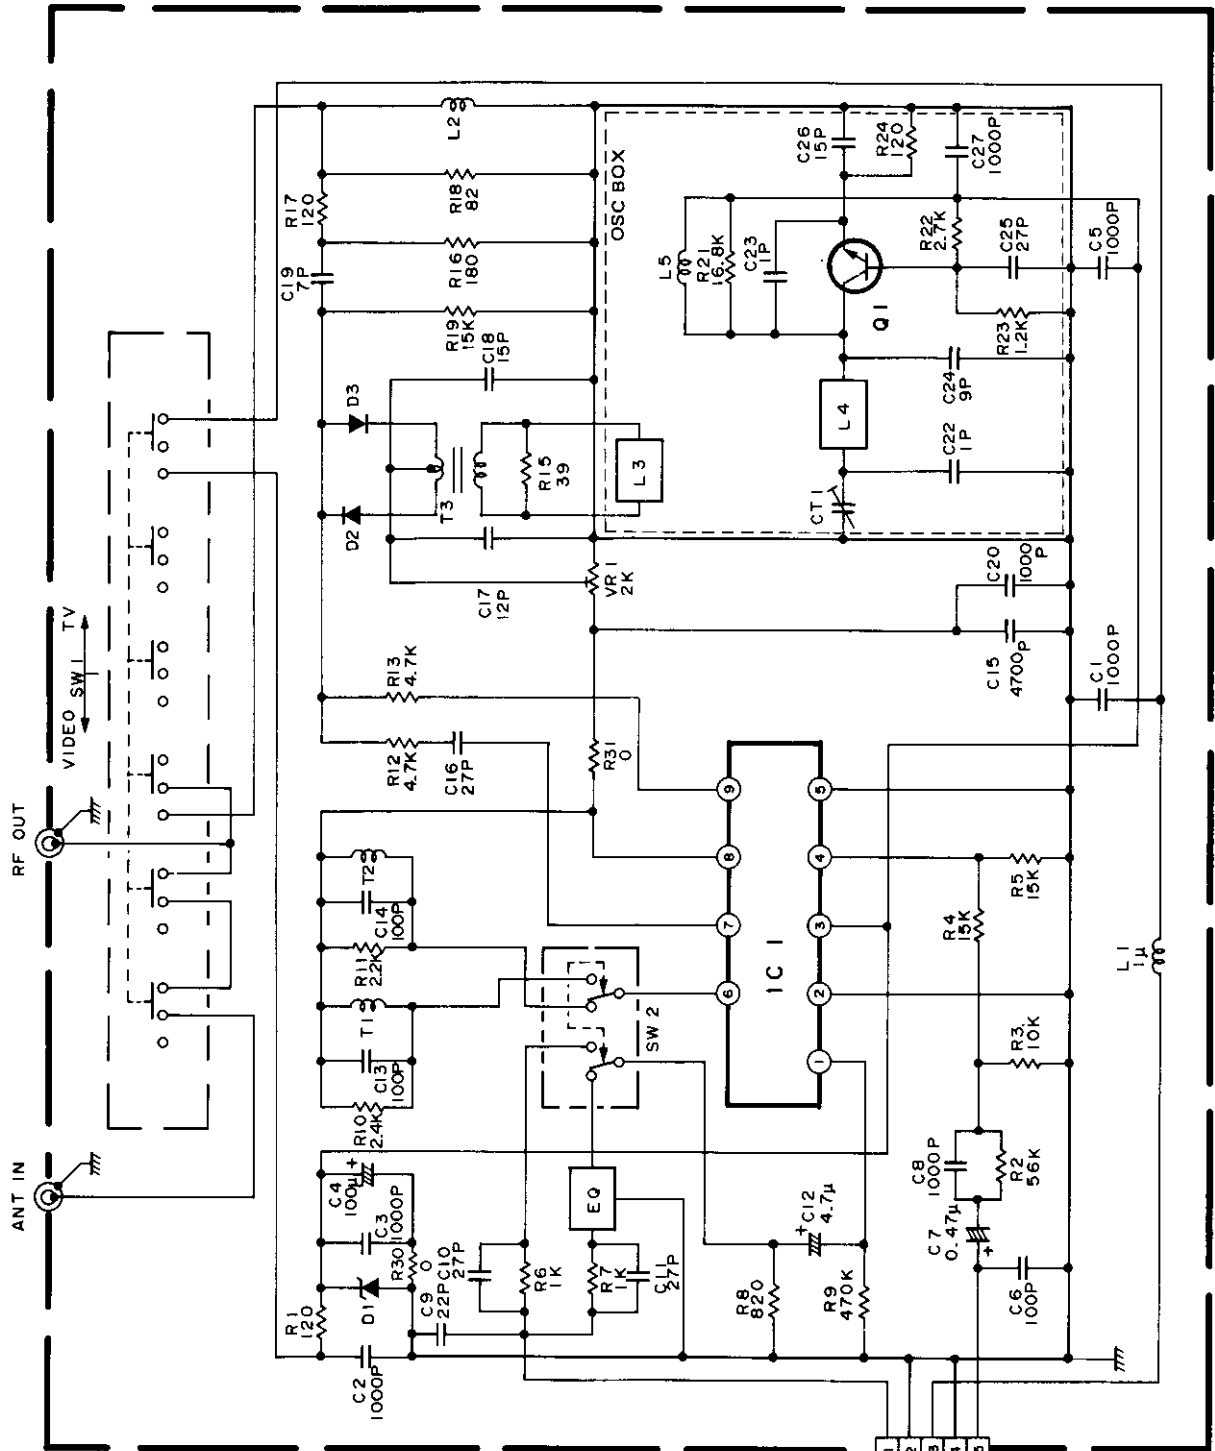 ANT IN
RF OUT
VIDEO
SW1
TV
R17
120
C19
7P
L2
R18
82
R16
180
R19
15K
C18
15P
D3
D2
T3
R15
39
L3
C17
12P
VR1
2K
OSC BOX
C26
15P
R24
120
C27
1000P
L5
R21
16.8K
C23
1P
R22
2.7K
C25
27P
C5
1000P
Q1
R23
1.2K
L4
C24
9P
C22
1P
CT1
C20
1000
P
C15
4700P
C1
1000P
R13
4.7K
R12
4.7K
C16
27P
R31
0
T2
C14
100P
R11
2.2K
T1
C13
100P
R10
2.4K
SW2
IC1
9
8
7
6
5
4
3
2
1
R4
15K
R5
15K
R3
10K
L1
1μ
C4
100μ
+
C3
1000P
R30
0
D1
R1
120
C2
1000P
C9
22P
C10
27P
R6
1K
R7
1K
C11
27P
EQ
+
C12
4.7μ
R8
820
R9
470K
C8
1000P
R2
56K
C7
0.47μ
+
C6
100P
1
2
3
4
5